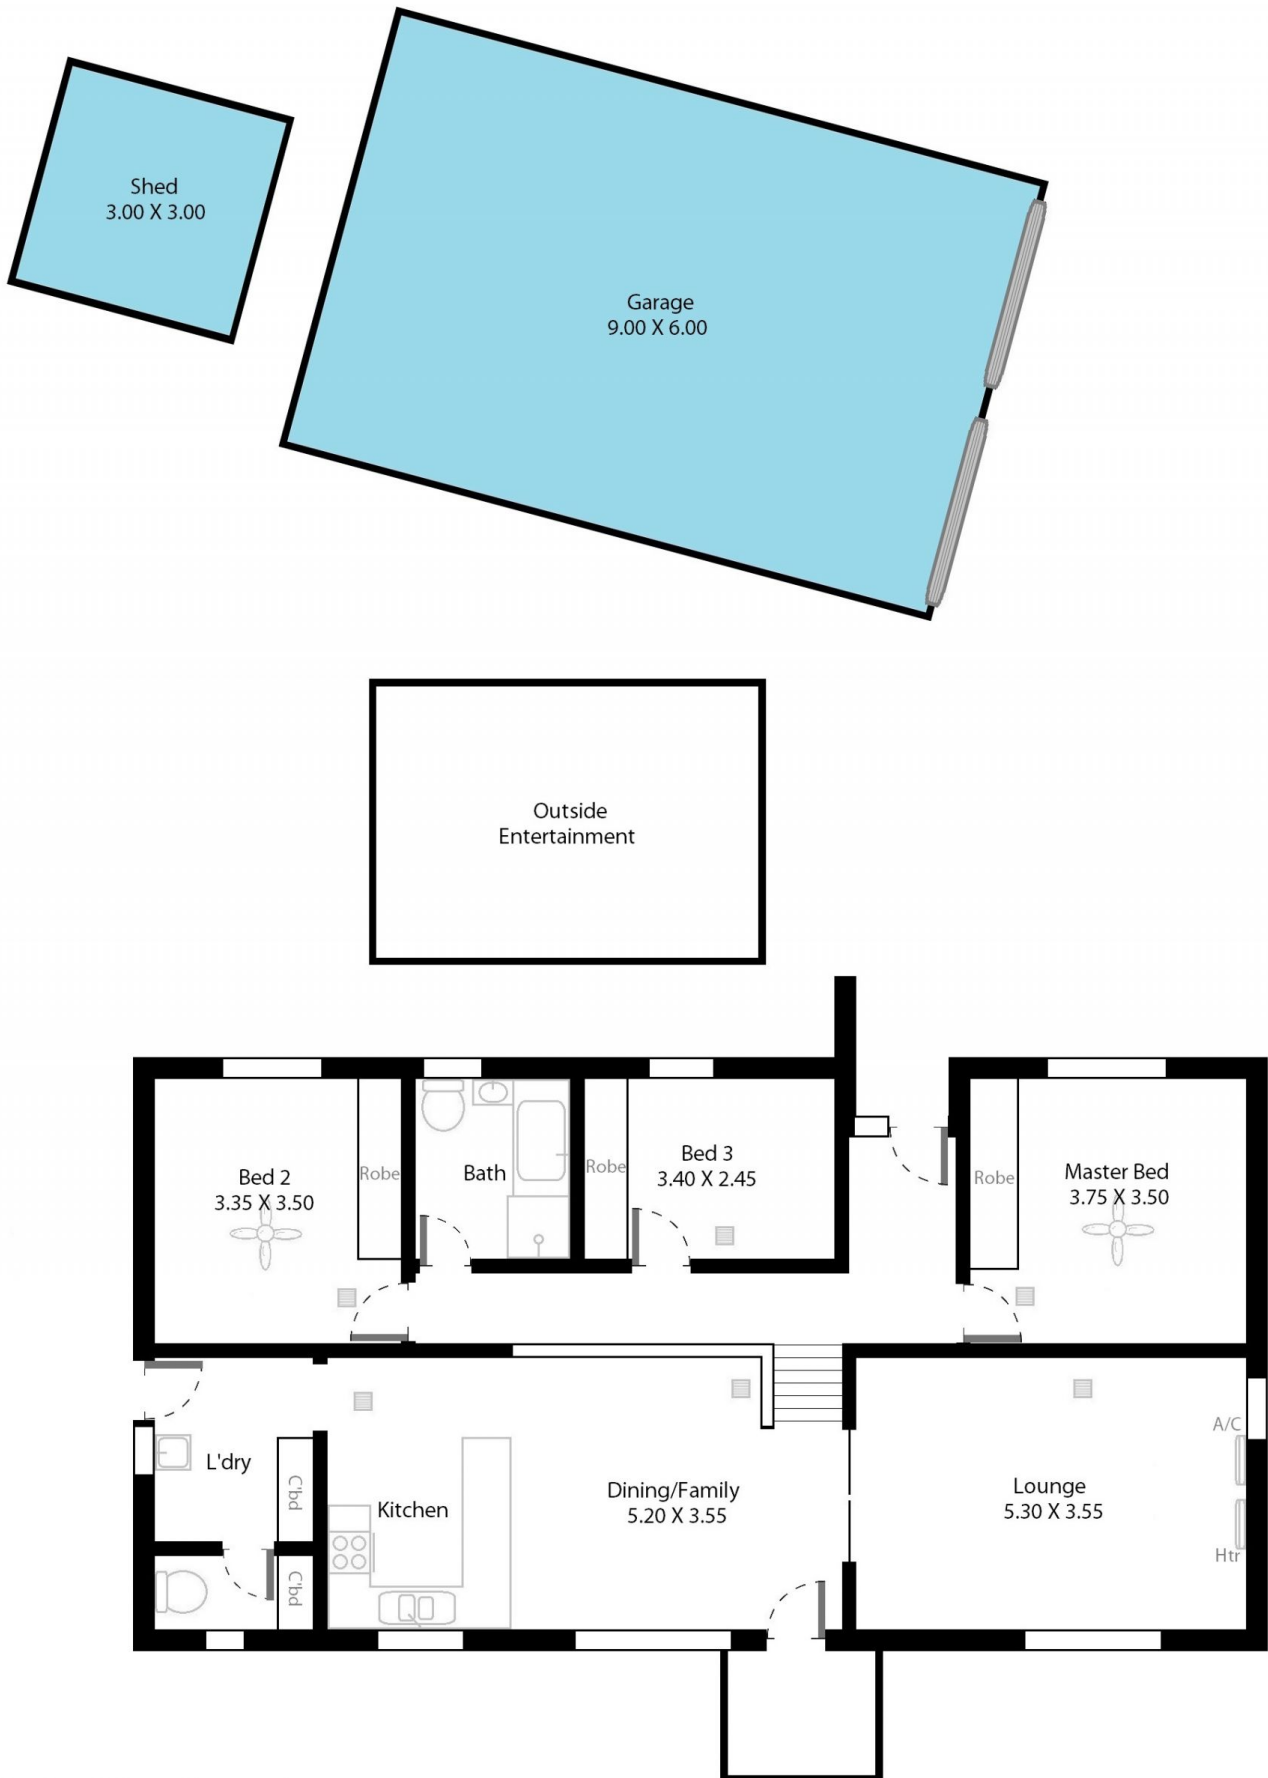 Shed
3.00 X 3.00
Garage
9.00 X 6.00
Outside
Entertainment
Bed 2
3.35 X 3.50
Robe
Bath
Robe
Bed 3
3.40 X 2.45
Robe
Master Bed
3.75 X 3.50
L'dry
C'bd
C'bd
Kitchen
Dining/Family
5.20 X 3.55
Lounge
5.30 X 3.55
A/C
Htr